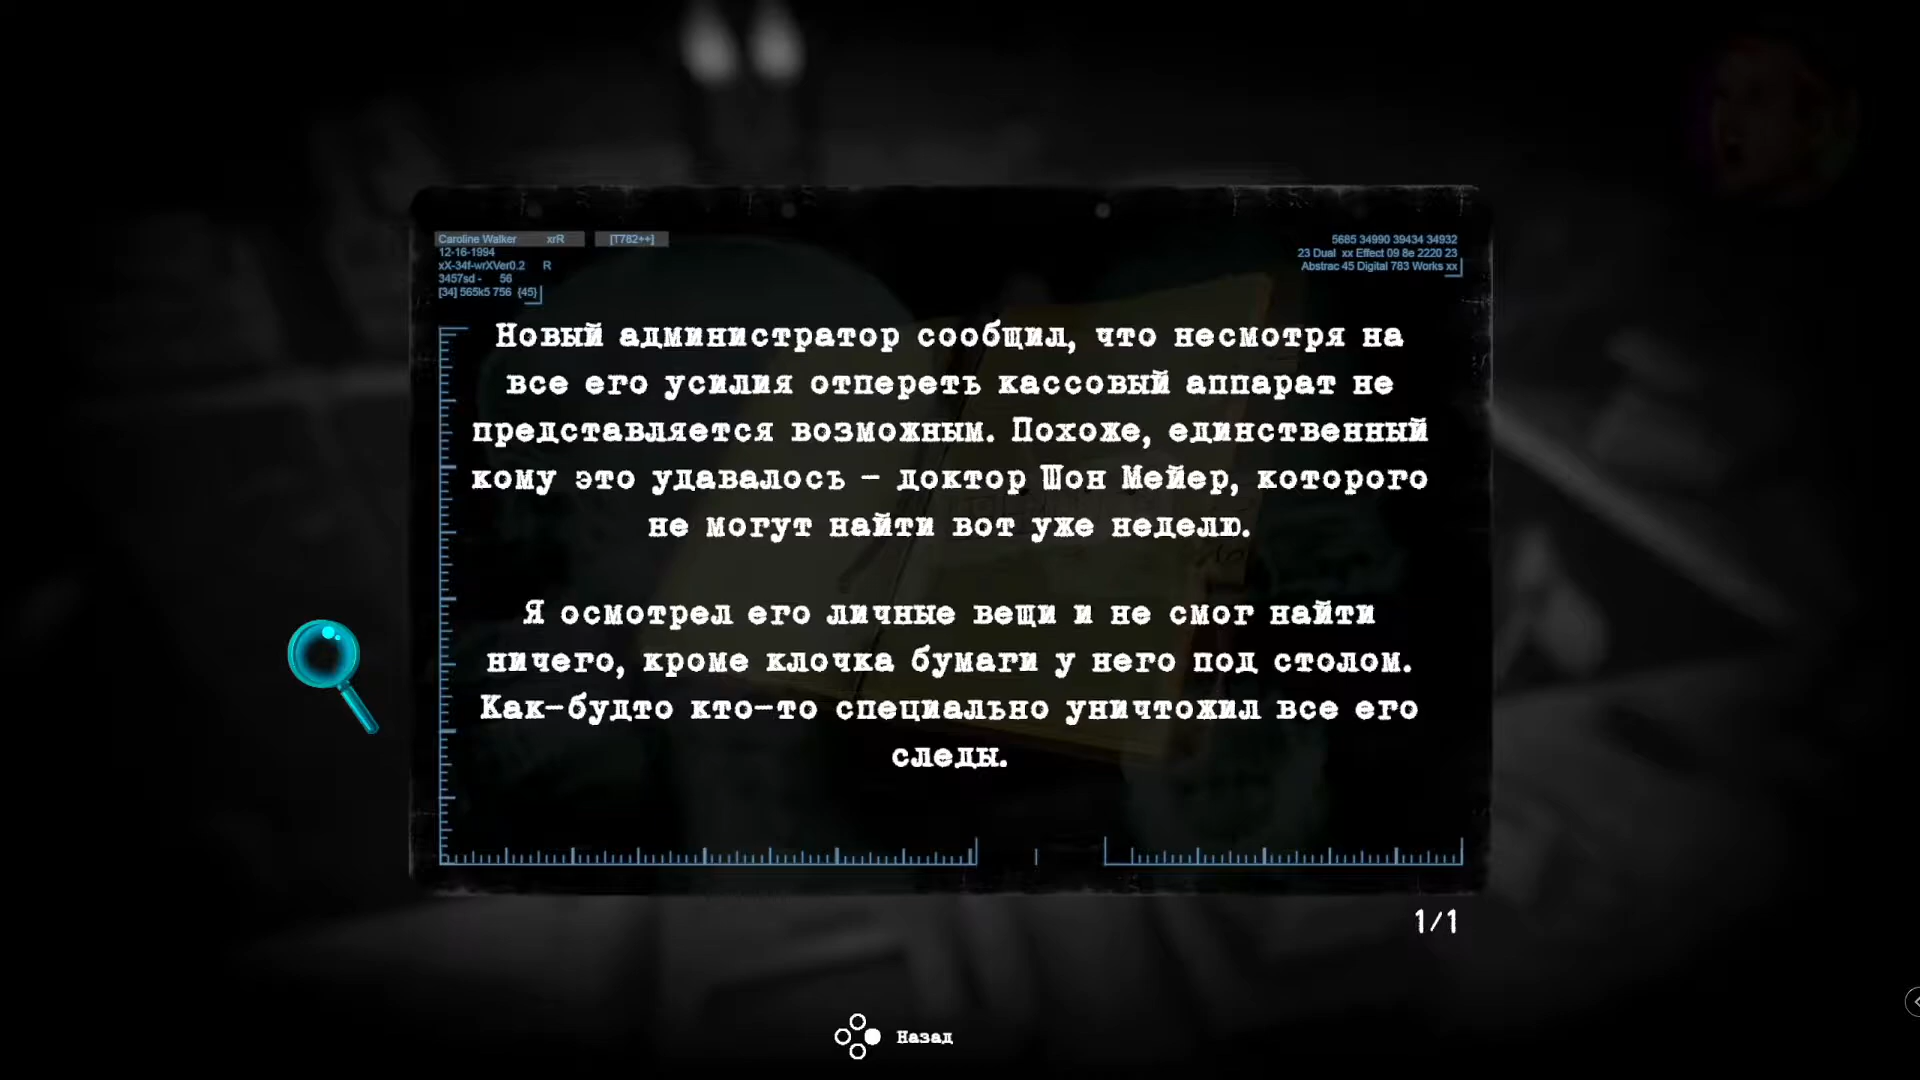 Caroline Walker xrR [T782++]
12-16-1994
xX-34f-wrXVer0.2 R
3457sd - 56
[34] 565k5 756 {45}
5685 34990 39434 34932
23 Dual xx Effect 09 8e 2220 23
Abstrac 45 Digital 783 Works xx
Новый администратор сообщил, что несмотря на
все его усилия отпереть кассовый аппарат не
представляется возможным. Похоже, единственный
кому это удавалось – доктор Шон Мейер, которого
не могут найти вот уже неделю.
Я осмотрел его личные вещи и не смог найти
ничего, кроме клочка бумаги у него под столом.
Как-будто кто-то специально уничтожил все его
следы.
1/1
Назад